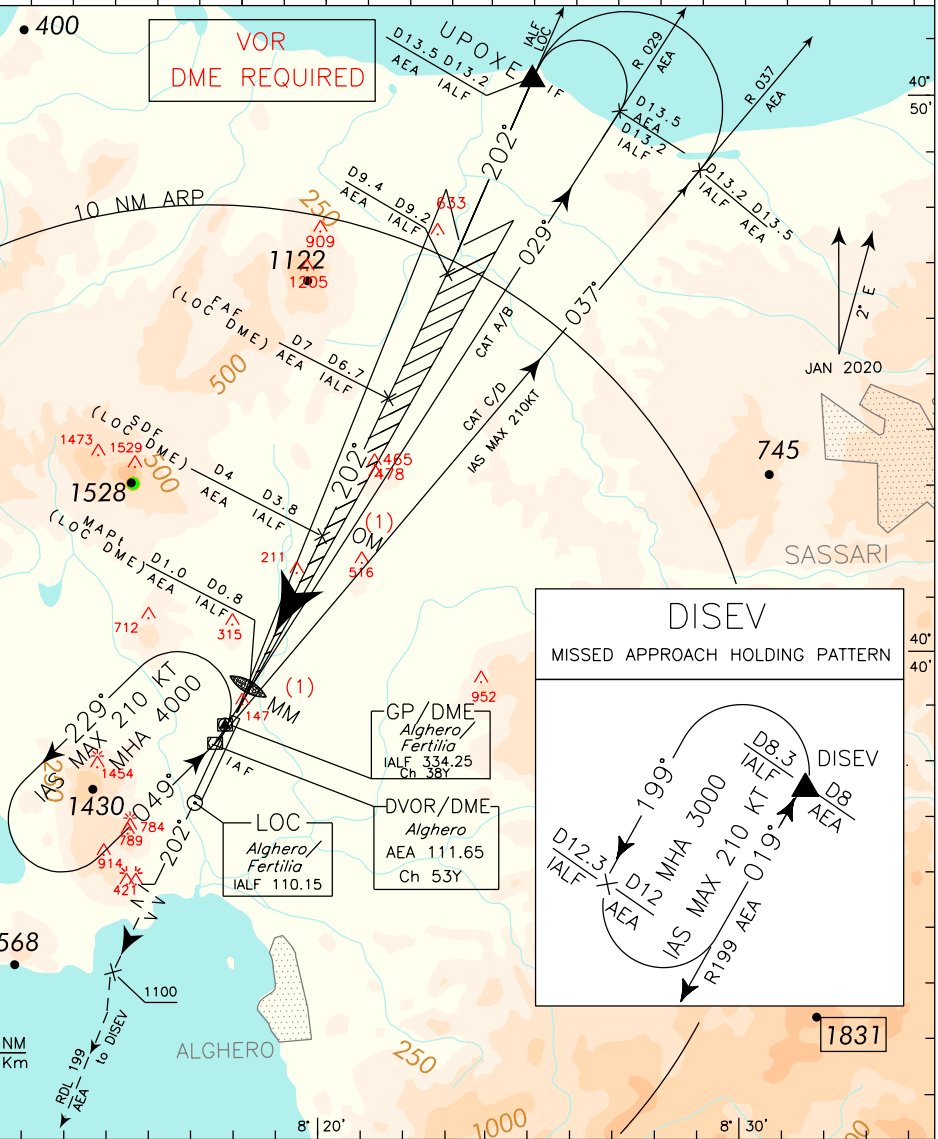 400
VOR
DME REQUIRED
UPOXE
IF
D13.5 D13.2
AEA IALF
IALF
LOC
R 029
AEA
R 037
AEA
D13.5
AEA
D13.2
IALF
D13.2 D13.5
IALF AEA
40°
50'
202°
029°
037°
D9.4 D9.2
AEA IALF
633
10 NM ARP
250
909
1122
1205
FAF
(LOC DME)
D7 D6.7
AEA IALF
500
CAT A/B
CAT C/D
IAS MAX 210KT
2° E
JAN 2020
SDF
(LOC DME)
D4 D3.8
AEA IALF
1473
1529
500
1528
202°
465
478
745
SASSARI
MAPt
(LOC DME)
D1.0 D0.8
AEA IALF
211
(1)
OM
516
712
315
40°
40'
DISEV
MISSED APPROACH HOLDING PATTERN
229°
IAS MAX 210 KT
MHA 4000
049°
250
1454
1430
784
789
914
421
(1)
MM
147
952
IAF
GP/DME
Alghero/
Fertilia
IALF 334.25
Ch 38Y
DVOR/DME
Alghero
AEA 111.65
Ch 53Y
LOC
Alghero/
Fertilia
IALF 110.15
202°
D8.3
IALF
DISEV
D8
AEA
199°
MHA 3000
IAS MAX 210 KT
019°
D12.3
IALF
D12
AEA
R199 AEA
568
1100
NM
Km
RDL 199
AEA
to DISEV
ALGHERO
250
1000
1831
8° 20'
8° 30'